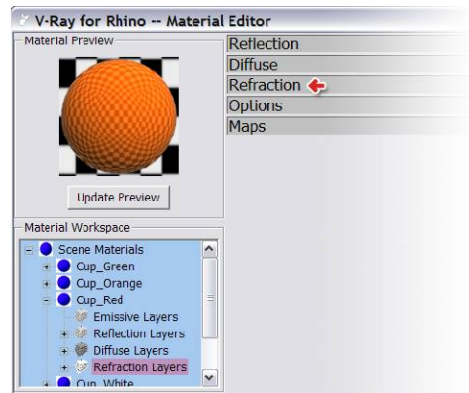 V-Ray for Rhino -- Material Editor
Material Preview
Update Preview
Material Workspace
Scene Materials
Cup_Green
Cup_Orange
Cup_Red
Emissive Layers
Reflection Layers
Diffuse Layers
Refraction Layers
Cup_White
Reflection
Diffuse
Refraction
Options
Maps